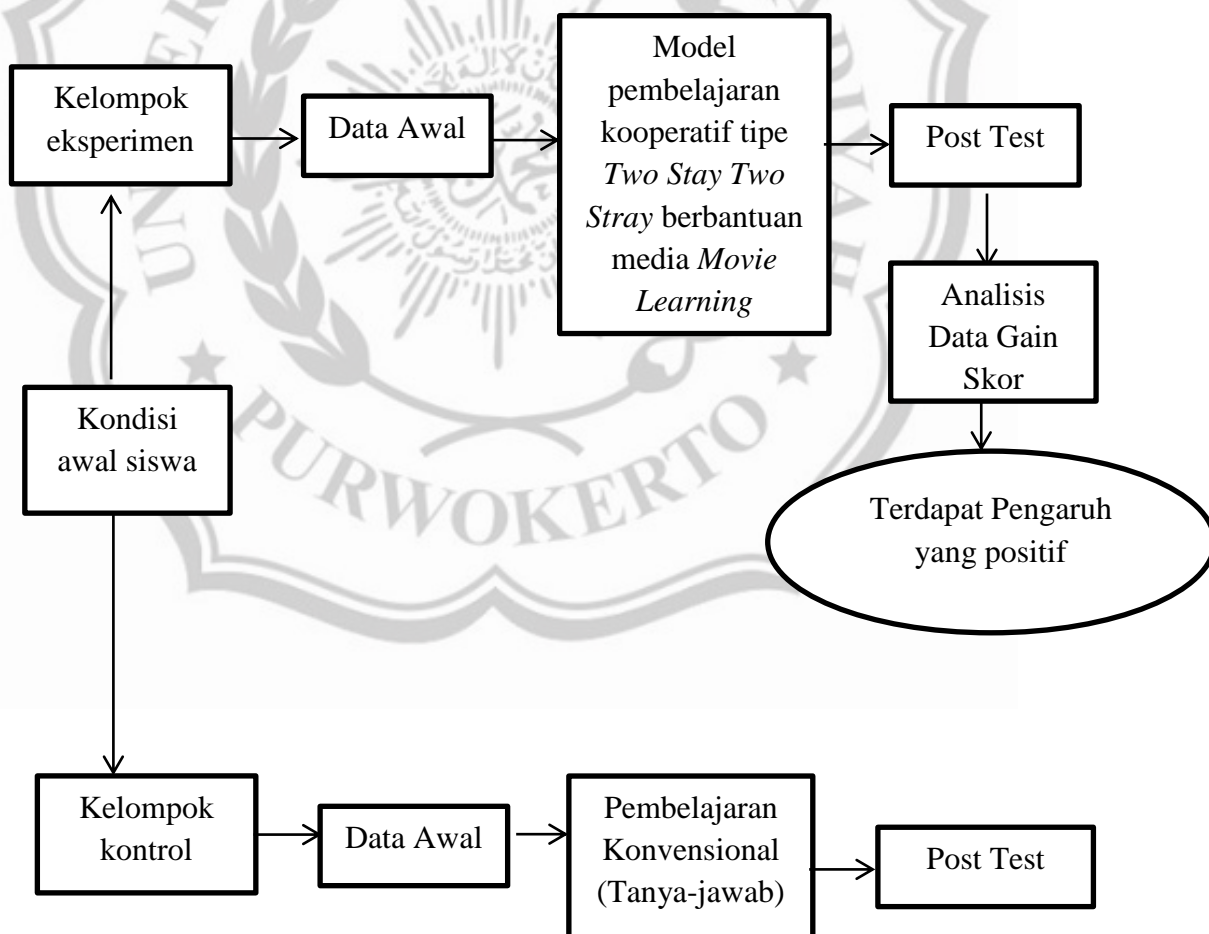 Kelompok
eksperimen
Data Awal
Model
pembelajaran
kooperatif tipe
Two Stay Two
Stray berbantuan
media Movie
Learning
Post Test
Analisis
Data Gain
Skor
Terdapat Pengaruh
yang positif
Kondisi
awal siswa
Kelompok
kontrol
Data Awal
Pembelajaran
Konvensional
(Tanya-jawab)
Post Test
PURWOKERTO